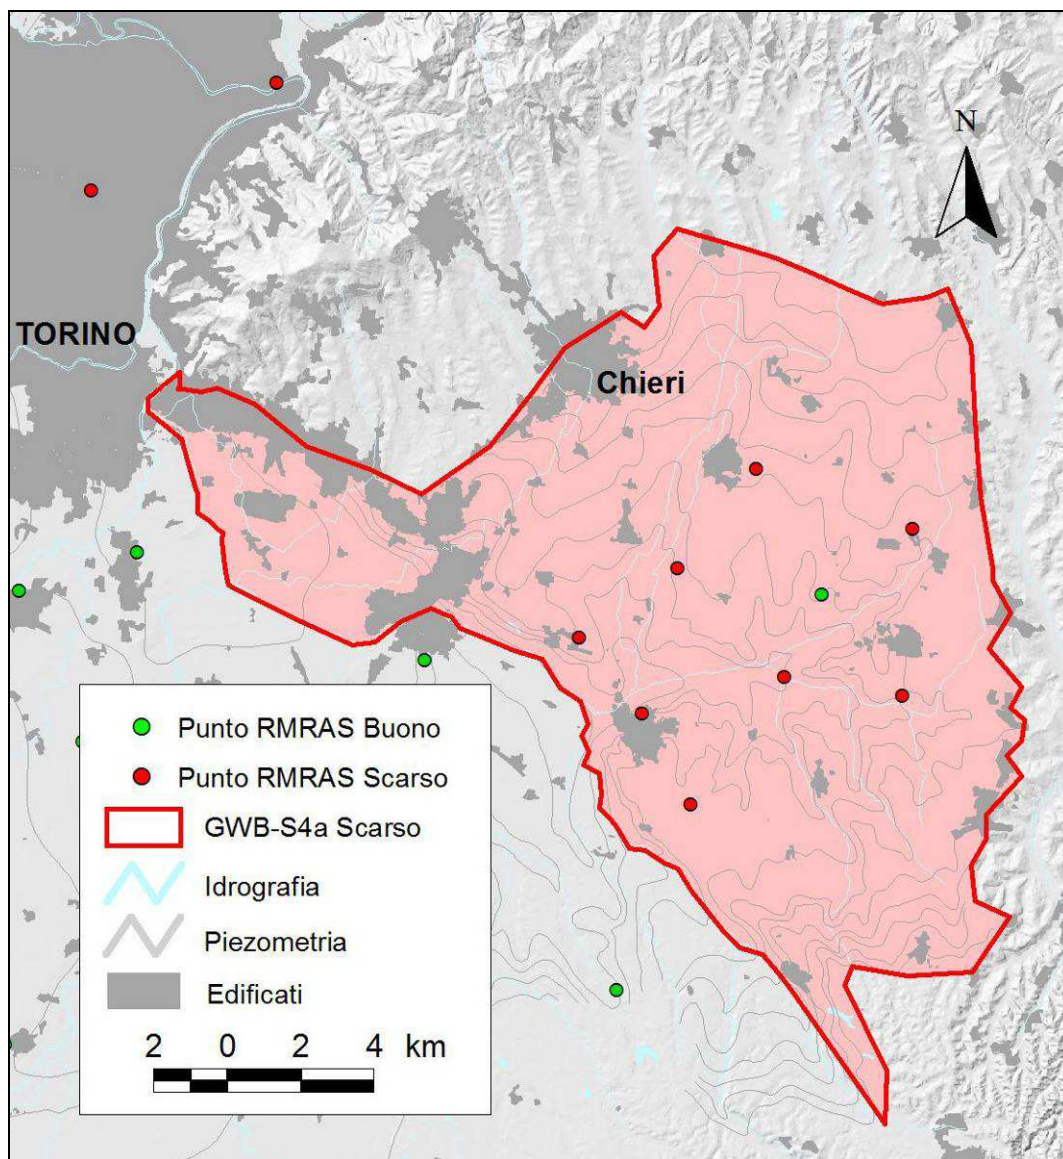 N
TORINO
Chieri
Punto RMRAS Buono
Punto RMRAS Scarso
GWB-S4a Scarso
Idrografia
Piezometria
Edificati
2 0 2 4 km